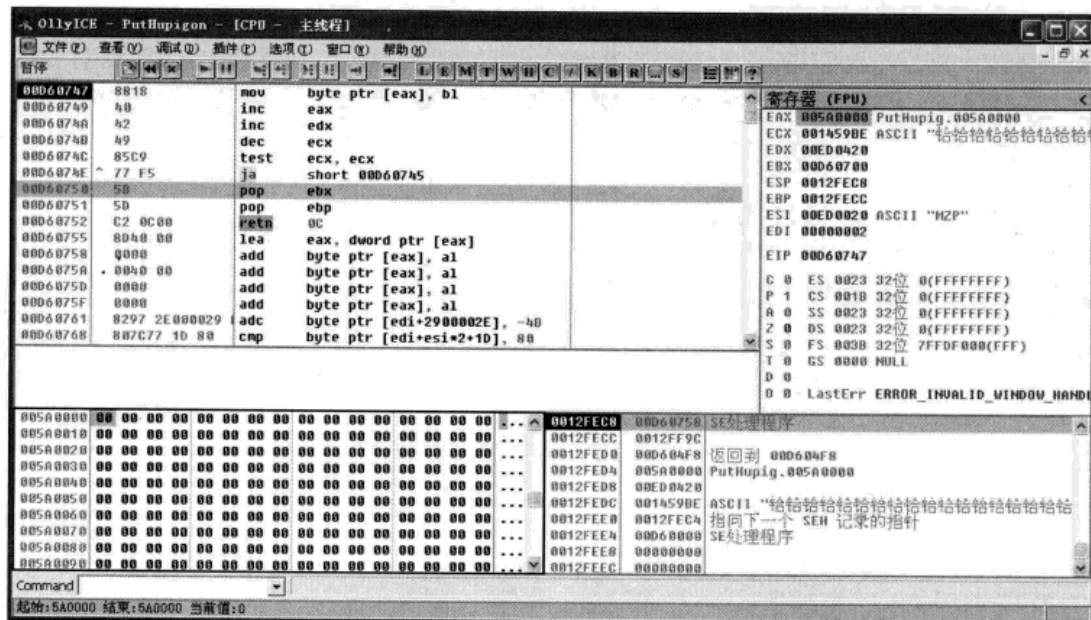 OllyICE - PutHupigon - [CPU - 主线程]
文件(F) 查看(V) 调试(D) 插件(P) 选项(T) 窗口(W) 帮助(H)
暂停 L E M T W H C / K B R ... S ?
00D60747 8818 mov byte ptr [eax], bl
00D60749 40 inc eax
00D6074A 42 inc edx
00D6074B 49 dec ecx
00D6074C 85C9 test ecx, ecx
00D6074E ^ 77 F5 ja short 00D60745
00D60750 5B pop ebx
00D60751 5D pop ebp
00D60752 C2 0C00 retn 0C
00D60755 8D40 00 lea eax, dword ptr [eax]
00D60758 0000 add byte ptr [eax], al
00D6075A . 0040 00 add byte ptr [eax], al
00D6075D 0000 add byte ptr [eax], al
00D6075F 0000 add byte ptr [eax], al
00D60761 8297 2E000029 adc byte ptr [edi+2900002E], -40
00D60768 807C77 1D 80 cmp byte ptr [edi+esi*2+1D], 80
寄存器 (FPU)
EAX 005A0000 PutHupig.005A0000
ECX 001459BE ASCII "铪铪铪铪铪铪铪铪铪
EDX 00ED0420
EBX 00D60700
ESP 0012FEC8
EBP 0012FECC
ESI 00ED0020 ASCII "MZP"
EDI 00000002
EIP 00D60747
C 0 ES 0023 32位 0(FFFFFFFF)
P 1 CS 001B 32位 0(FFFFFFFF)
A 0 SS 0023 32位 0(FFFFFFFF)
Z 0 DS 0023 32位 0(FFFFFFFF)
S 0 FS 003B 32位 7FFDF000(FFF)
T 0 GS 0000 NULL
D 0
O 0 LastErr ERROR_INVALID_WINDOW_HANDL
005A0000 00 00 00 00 00 00 00 00 00 00 00 00 00 00 00 00 ...
005A0010 00 00 00 00 00 00 00 00 00 00 00 00 00 00 00 00 ...
005A0020 00 00 00 00 00 00 00 00 00 00 00 00 00 00 00 00 ...
005A0030 00 00 00 00 00 00 00 00 00 00 00 00 00 00 00 00 ...
005A0040 00 00 00 00 00 00 00 00 00 00 00 00 00 00 00 00 ...
005A0050 00 00 00 00 00 00 00 00 00 00 00 00 00 00 00 00 ...
005A0060 00 00 00 00 00 00 00 00 00 00 00 00 00 00 00 00 ...
005A0070 00 00 00 00 00 00 00 00 00 00 00 00 00 00 00 00 ...
005A0080 00 00 00 00 00 00 00 00 00 00 00 00 00 00 00 00 ...
005A0090 00 00 00 00 00 00 00 00 00 00 00 00 00 00 00 00 ...
0012FEC8 00D60758 SE处理程序
0012FECC 0012FF9C
0012FED0 00D604F8 返回到 00D604F8
0012FED4 005A0000 PutHupig.005A0000
0012FED8 00ED0420
0012FEDC 001459BE ASCII "铪铪铪铪铪铪铪铪铪铪铪铪铪铪铪铪铪铪
0012FEE0 0012FEC4 指向下一个 SEH 记录的指针
0012FEE4 00D60000 SE处理程序
0012FEE8 00000000
0012FEEC 00000000
Command
起始:5A0000 结束:5A0000 当前值:0